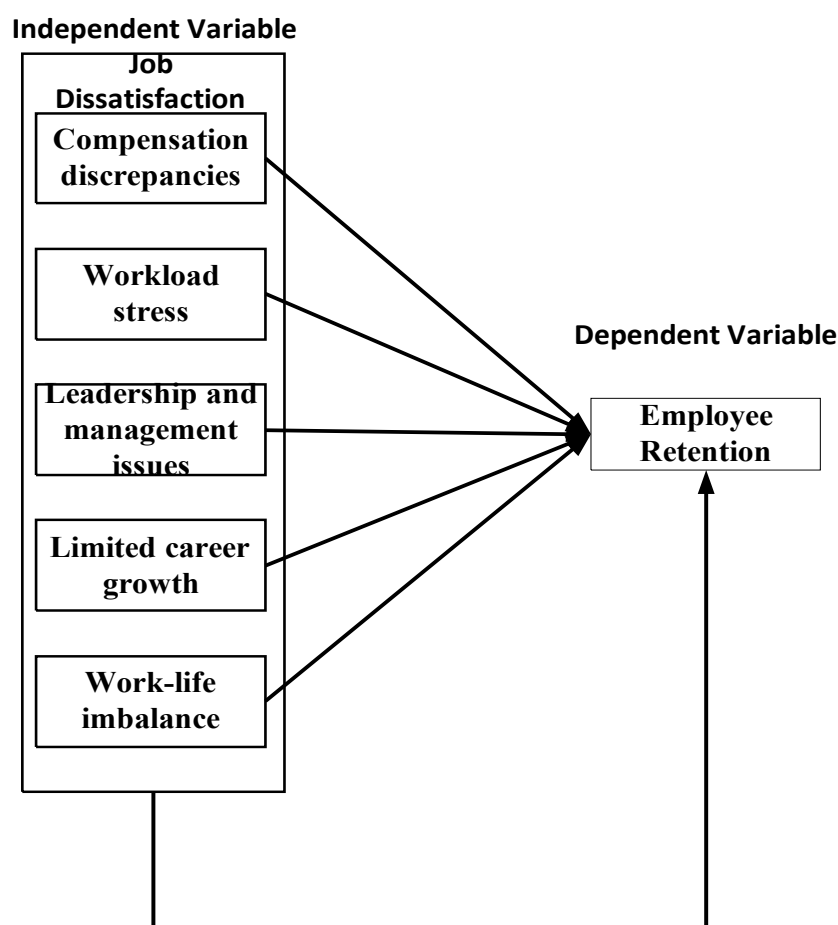 Independent Variable
Job
Dissatisfaction
Compensation
discrepancies
Workload
stress
Leadership and
management
issues
Limited career
growth
Work-life
imbalance
Dependent Variable
Employee
Retention